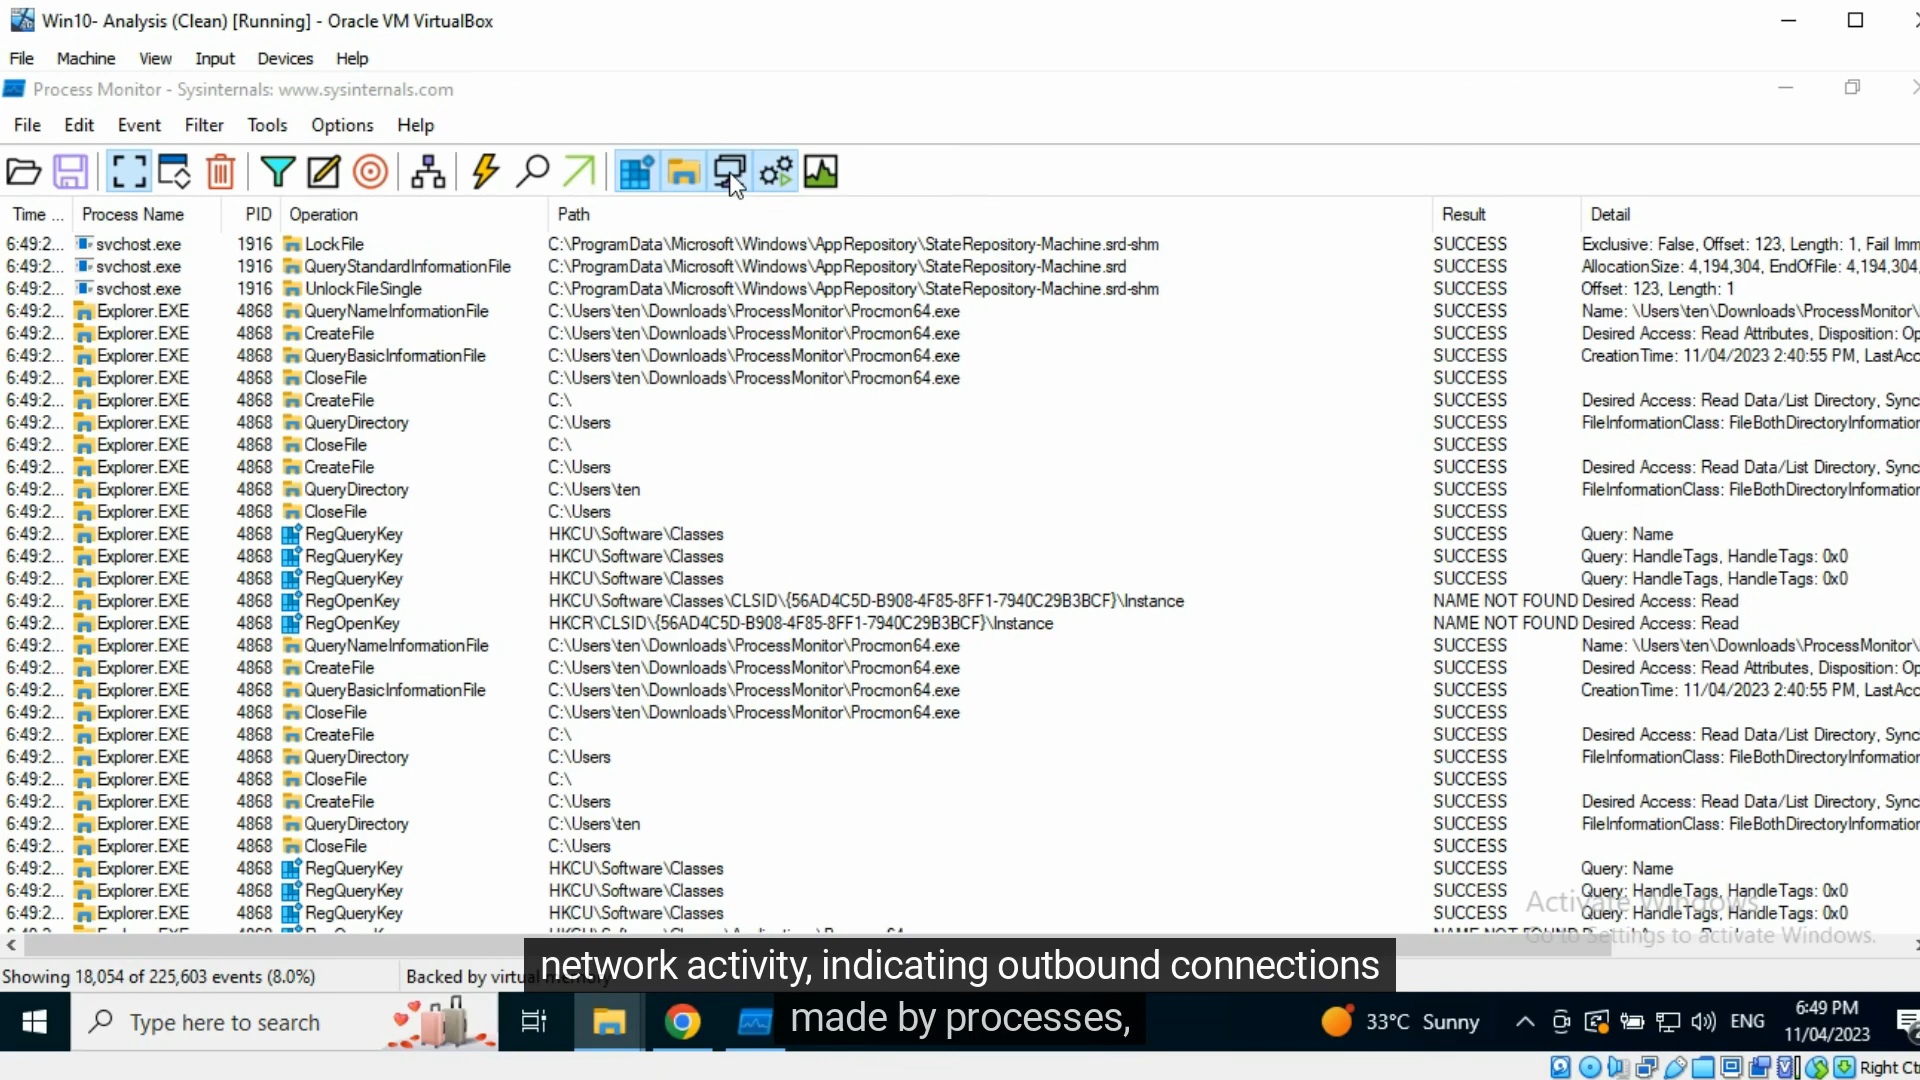 Win10- Analysis (Clean) [Running] - Oracle VM VirtualBox
File Machine View Input Devices Help
Process Monitor - Sysinternals: www.sysinternals.com
File Edit Event Filter Tools Options Help
Time ... Process Name PID Operation Path Result Detail
6:49:2... svchost.exe 1916 LockFile C:\ProgramData\Microsoft\Windows\AppRepository\StateRepository-Machine.srd-shm SUCCESS Exclusive: False, Offset: 123, Length: 1, Fail Imm
6:49:2... svchost.exe 1916 QueryStandardInformationFile C:\ProgramData\Microsoft\Windows\AppRepository\StateRepository-Machine.srd SUCCESS AllocationSize: 4,194,304, EndOfFile: 4,194,304,
6:49:2... svchost.exe 1916 UnlockFileSingle C:\ProgramData\Microsoft\Windows\AppRepository\StateRepository-Machine.srd-shm SUCCESS Offset: 123, Length: 1
6:49:2... Explorer.EXE 4868 QueryNameInformationFile C:\Users\ten\Downloads\ProcessMonitor\Procmon64.exe SUCCESS Name: \Users\ten\Downloads\ProcessMonitor\
6:49:2... Explorer.EXE 4868 CreateFile C:\Users\ten\Downloads\ProcessMonitor\Procmon64.exe SUCCESS Desired Access: Read Attributes, Disposition: Op
6:49:2... Explorer.EXE 4868 QueryBasicInformationFile C:\Users\ten\Downloads\ProcessMonitor\Procmon64.exe SUCCESS CreationTime: 11/04/2023 2:40:55 PM, LastAcc
6:49:2... Explorer.EXE 4868 CloseFile C:\Users\ten\Downloads\ProcessMonitor\Procmon64.exe SUCCESS
6:49:2... Explorer.EXE 4868 CreateFile C:\ SUCCESS Desired Access: Read Data/List Directory, Sync
6:49:2... Explorer.EXE 4868 QueryDirectory C:\Users SUCCESS FileInformationClass: FileBothDirectoryInformation
6:49:2... Explorer.EXE 4868 CloseFile C:\ SUCCESS
6:49:2... Explorer.EXE 4868 CreateFile C:\Users SUCCESS Desired Access: Read Data/List Directory, Sync
6:49:2... Explorer.EXE 4868 QueryDirectory C:\Users\ten SUCCESS FileInformationClass: FileBothDirectoryInformation
6:49:2... Explorer.EXE 4868 CloseFile C:\Users SUCCESS
6:49:2... Explorer.EXE 4868 RegQueryKey HKCU\Software\Classes SUCCESS Query: Name
6:49:2... Explorer.EXE 4868 RegQueryKey HKCU\Software\Classes SUCCESS Query: HandleTags, HandleTags: 0x0
6:49:2... Explorer.EXE 4868 RegQueryKey HKCU\Software\Classes SUCCESS Query: HandleTags, HandleTags: 0x0
6:49:2... Explorer.EXE 4868 RegOpenKey HKCU\Software\Classes\CLSID\{56AD4C5D-B908-4F85-8FF1-7940C29B3BCF}\Instance NAME NOT FOUND Desired Access: Read
6:49:2... Explorer.EXE 4868 RegOpenKey HKCR\CLSID\{56AD4C5D-B908-4F85-8FF1-7940C29B3BCF}\Instance NAME NOT FOUND Desired Access: Read
6:49:2... Explorer.EXE 4868 QueryNameInformationFile C:\Users\ten\Downloads\ProcessMonitor\Procmon64.exe SUCCESS Name: \Users\ten\Downloads\ProcessMonitor\
6:49:2... Explorer.EXE 4868 CreateFile C:\Users\ten\Downloads\ProcessMonitor\Procmon64.exe SUCCESS Desired Access: Read Attributes, Disposition: Op
6:49:2... Explorer.EXE 4868 QueryBasicInformationFile C:\Users\ten\Downloads\ProcessMonitor\Procmon64.exe SUCCESS CreationTime: 11/04/2023 2:40:55 PM, LastAcc
6:49:2... Explorer.EXE 4868 CloseFile C:\Users\ten\Downloads\ProcessMonitor\Procmon64.exe SUCCESS
6:49:2... Explorer.EXE 4868 CreateFile C:\ SUCCESS Desired Access: Read Data/List Directory, Sync
6:49:2... Explorer.EXE 4868 QueryDirectory C:\Users SUCCESS FileInformationClass: FileBothDirectoryInformation
6:49:2... Explorer.EXE 4868 CloseFile C:\ SUCCESS
6:49:2... Explorer.EXE 4868 CreateFile C:\Users SUCCESS Desired Access: Read Data/List Directory, Sync
6:49:2... Explorer.EXE 4868 QueryDirectory C:\Users\ten SUCCESS FileInformationClass: FileBothDirectoryInformation
6:49:2... Explorer.EXE 4868 CloseFile C:\Users SUCCESS
6:49:2... Explorer.EXE 4868 RegQueryKey HKCU\Software\Classes SUCCESS Query: Name
6:49:2... Explorer.EXE 4868 RegQueryKey HKCU\Software\Classes SUCCESS Query: HandleTags, HandleTags: 0x0
6:49:2... Explorer.EXE 4868 RegQueryKey HKCU\Software\Classes SUCCESS Query: HandleTags, HandleTags: 0x0
Activate Windows
Go to Settings to activate Windows.
Showing 18,054 of 225,603 events (8.0%) Backed by virtual memory
network activity, indicating outbound connections
made by processes,
Type here to search 33°C Sunny ENG 6:49 PM
11/04/2023
Right Ct